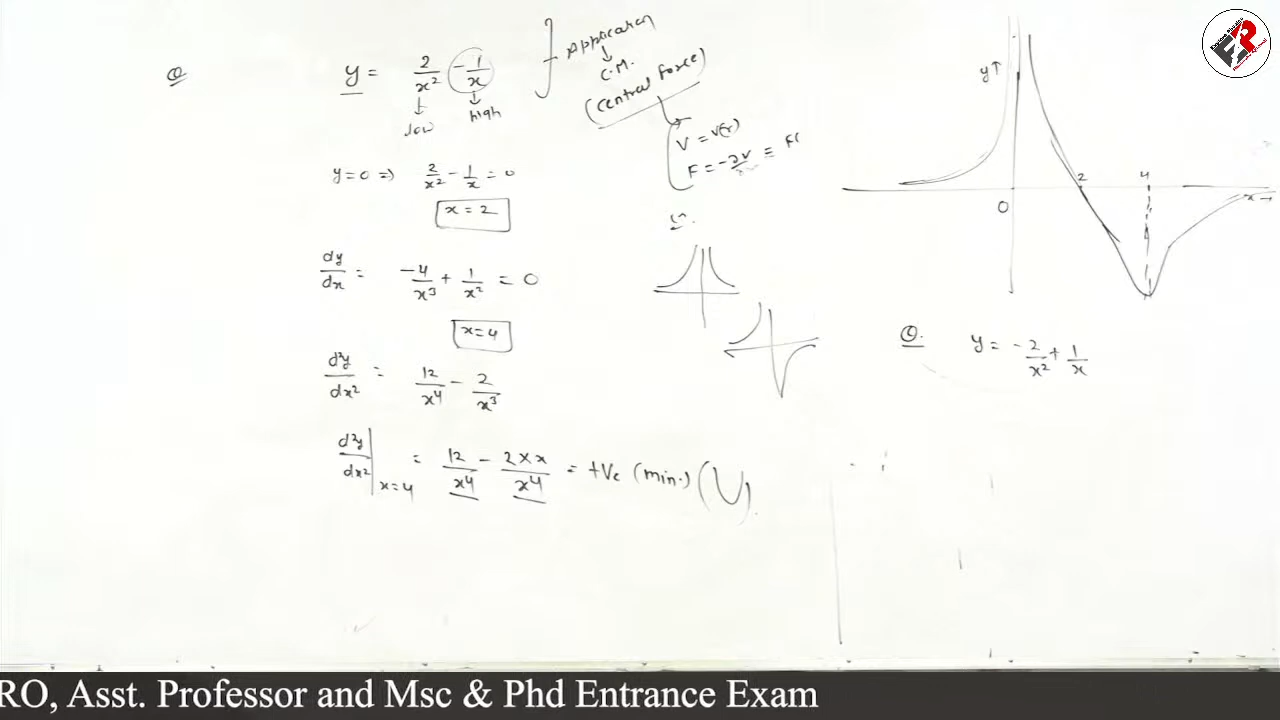 Q y = 2/x² - 1/x
low high
Application
C.M.
(Central Force)
V = V(r)
F = -∂V = F(
y=0 => 2/x² - 1/x = 0
x = 2
dy/dx = -4/x³ + 1/x² = 0
x=4
d²y/dx² = 12/x⁴ - 2/x³
d²y/dx²|x=4 = 12/x⁴ - 2×x/x⁴ = +Ve (min.)
y↑
2 4
0 x→
Q. y = -2/x² + 1/x
RO, Asst. Professor and Msc & Phd Entrance Exam